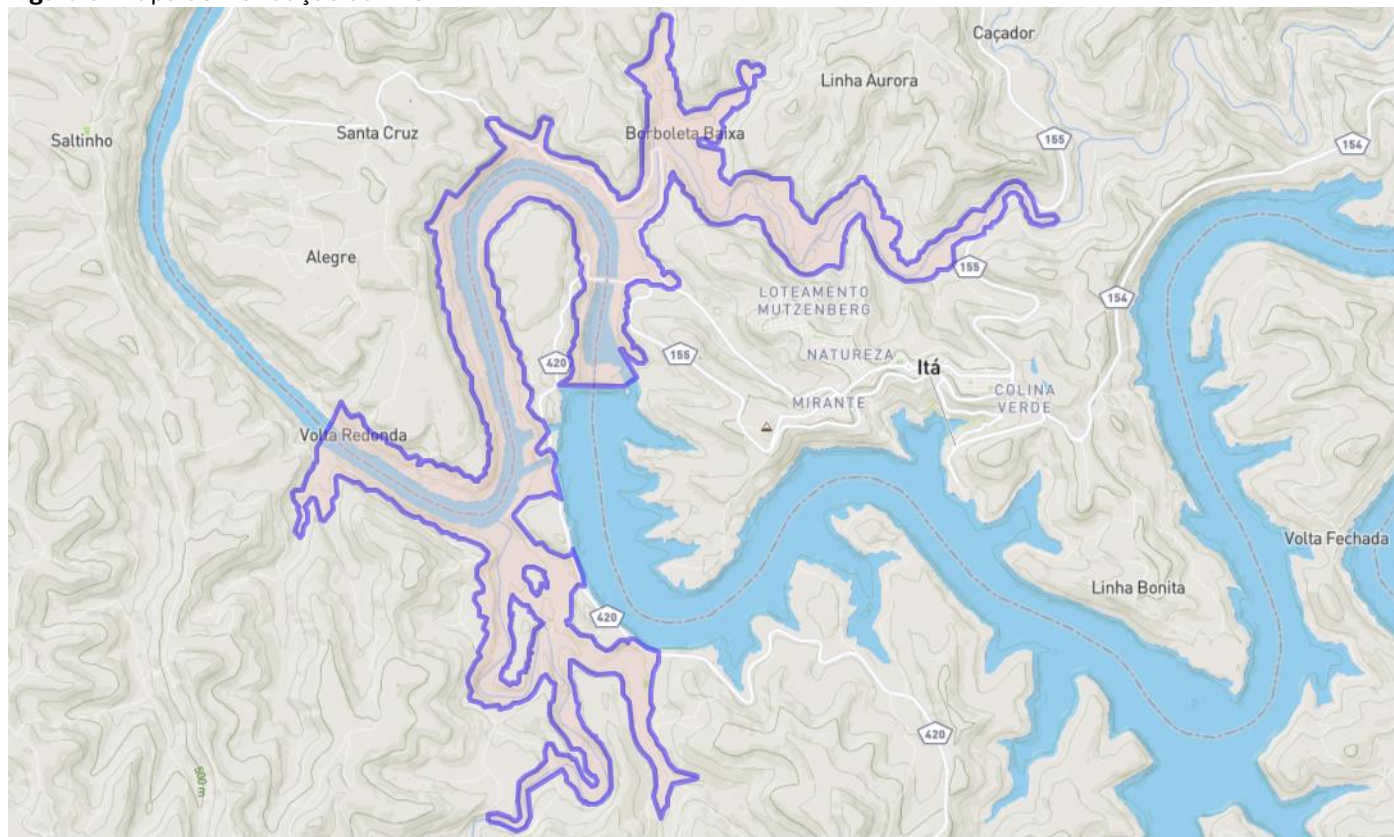 Caçador
Linha Aurora
Saltinho
Santa Cruz
Borboleta Baixa
155
154
Alegre
155
154
LOTEAMENTO
MUTZENBERG
420
155
NATUREZA
Itá
COLINA
VERDE
MIRANTE
Volta Redonda
Volta Fechada
Linha Bonita
420
420
600 m